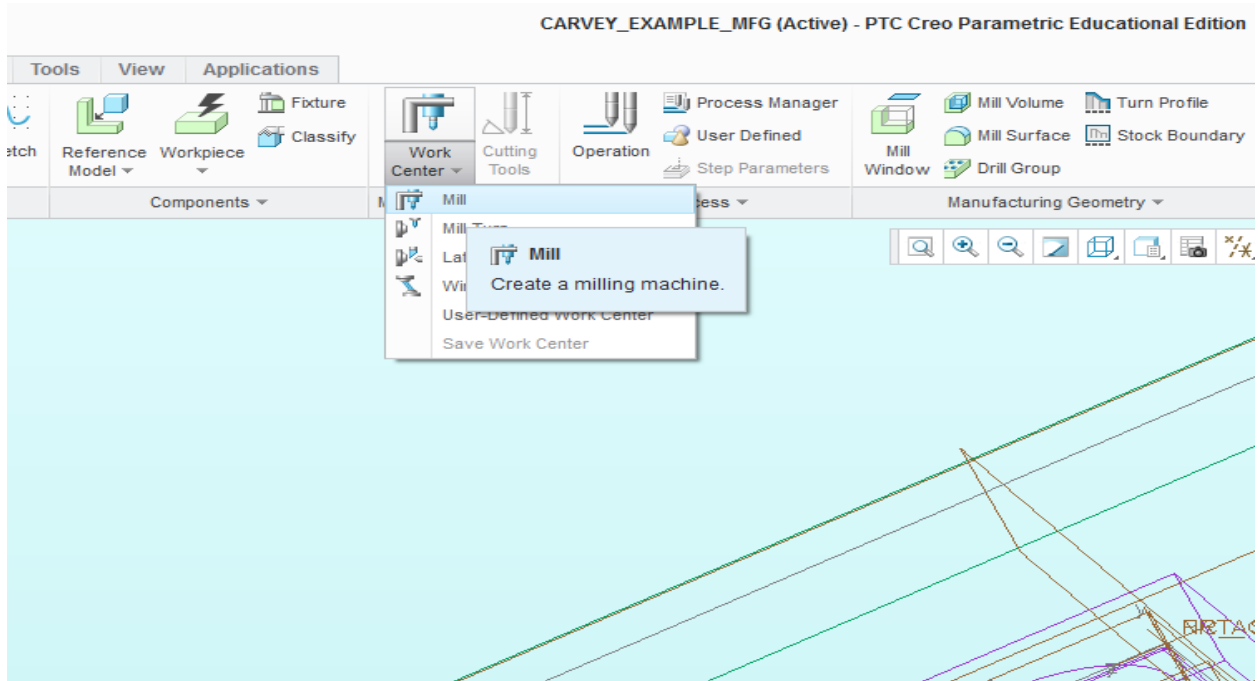 CARVEY_EXAMPLE_MFG (Active) - PTC Creo Parametric Educational Edition
Tools View Applications
Reference Model
Workpiece
Fixture
Classify
Work Center
Cutting Tools
Operation
Process Manager
User Defined
Step Parameters
Mill Window
Mill Volume
Mill Surface
Drill Group
Turn Profile
Stock Boundary
Components
Manufacturing Geometry
Mill
Mill
Create a milling machine.
User-Defined Work Center
Save Work Center